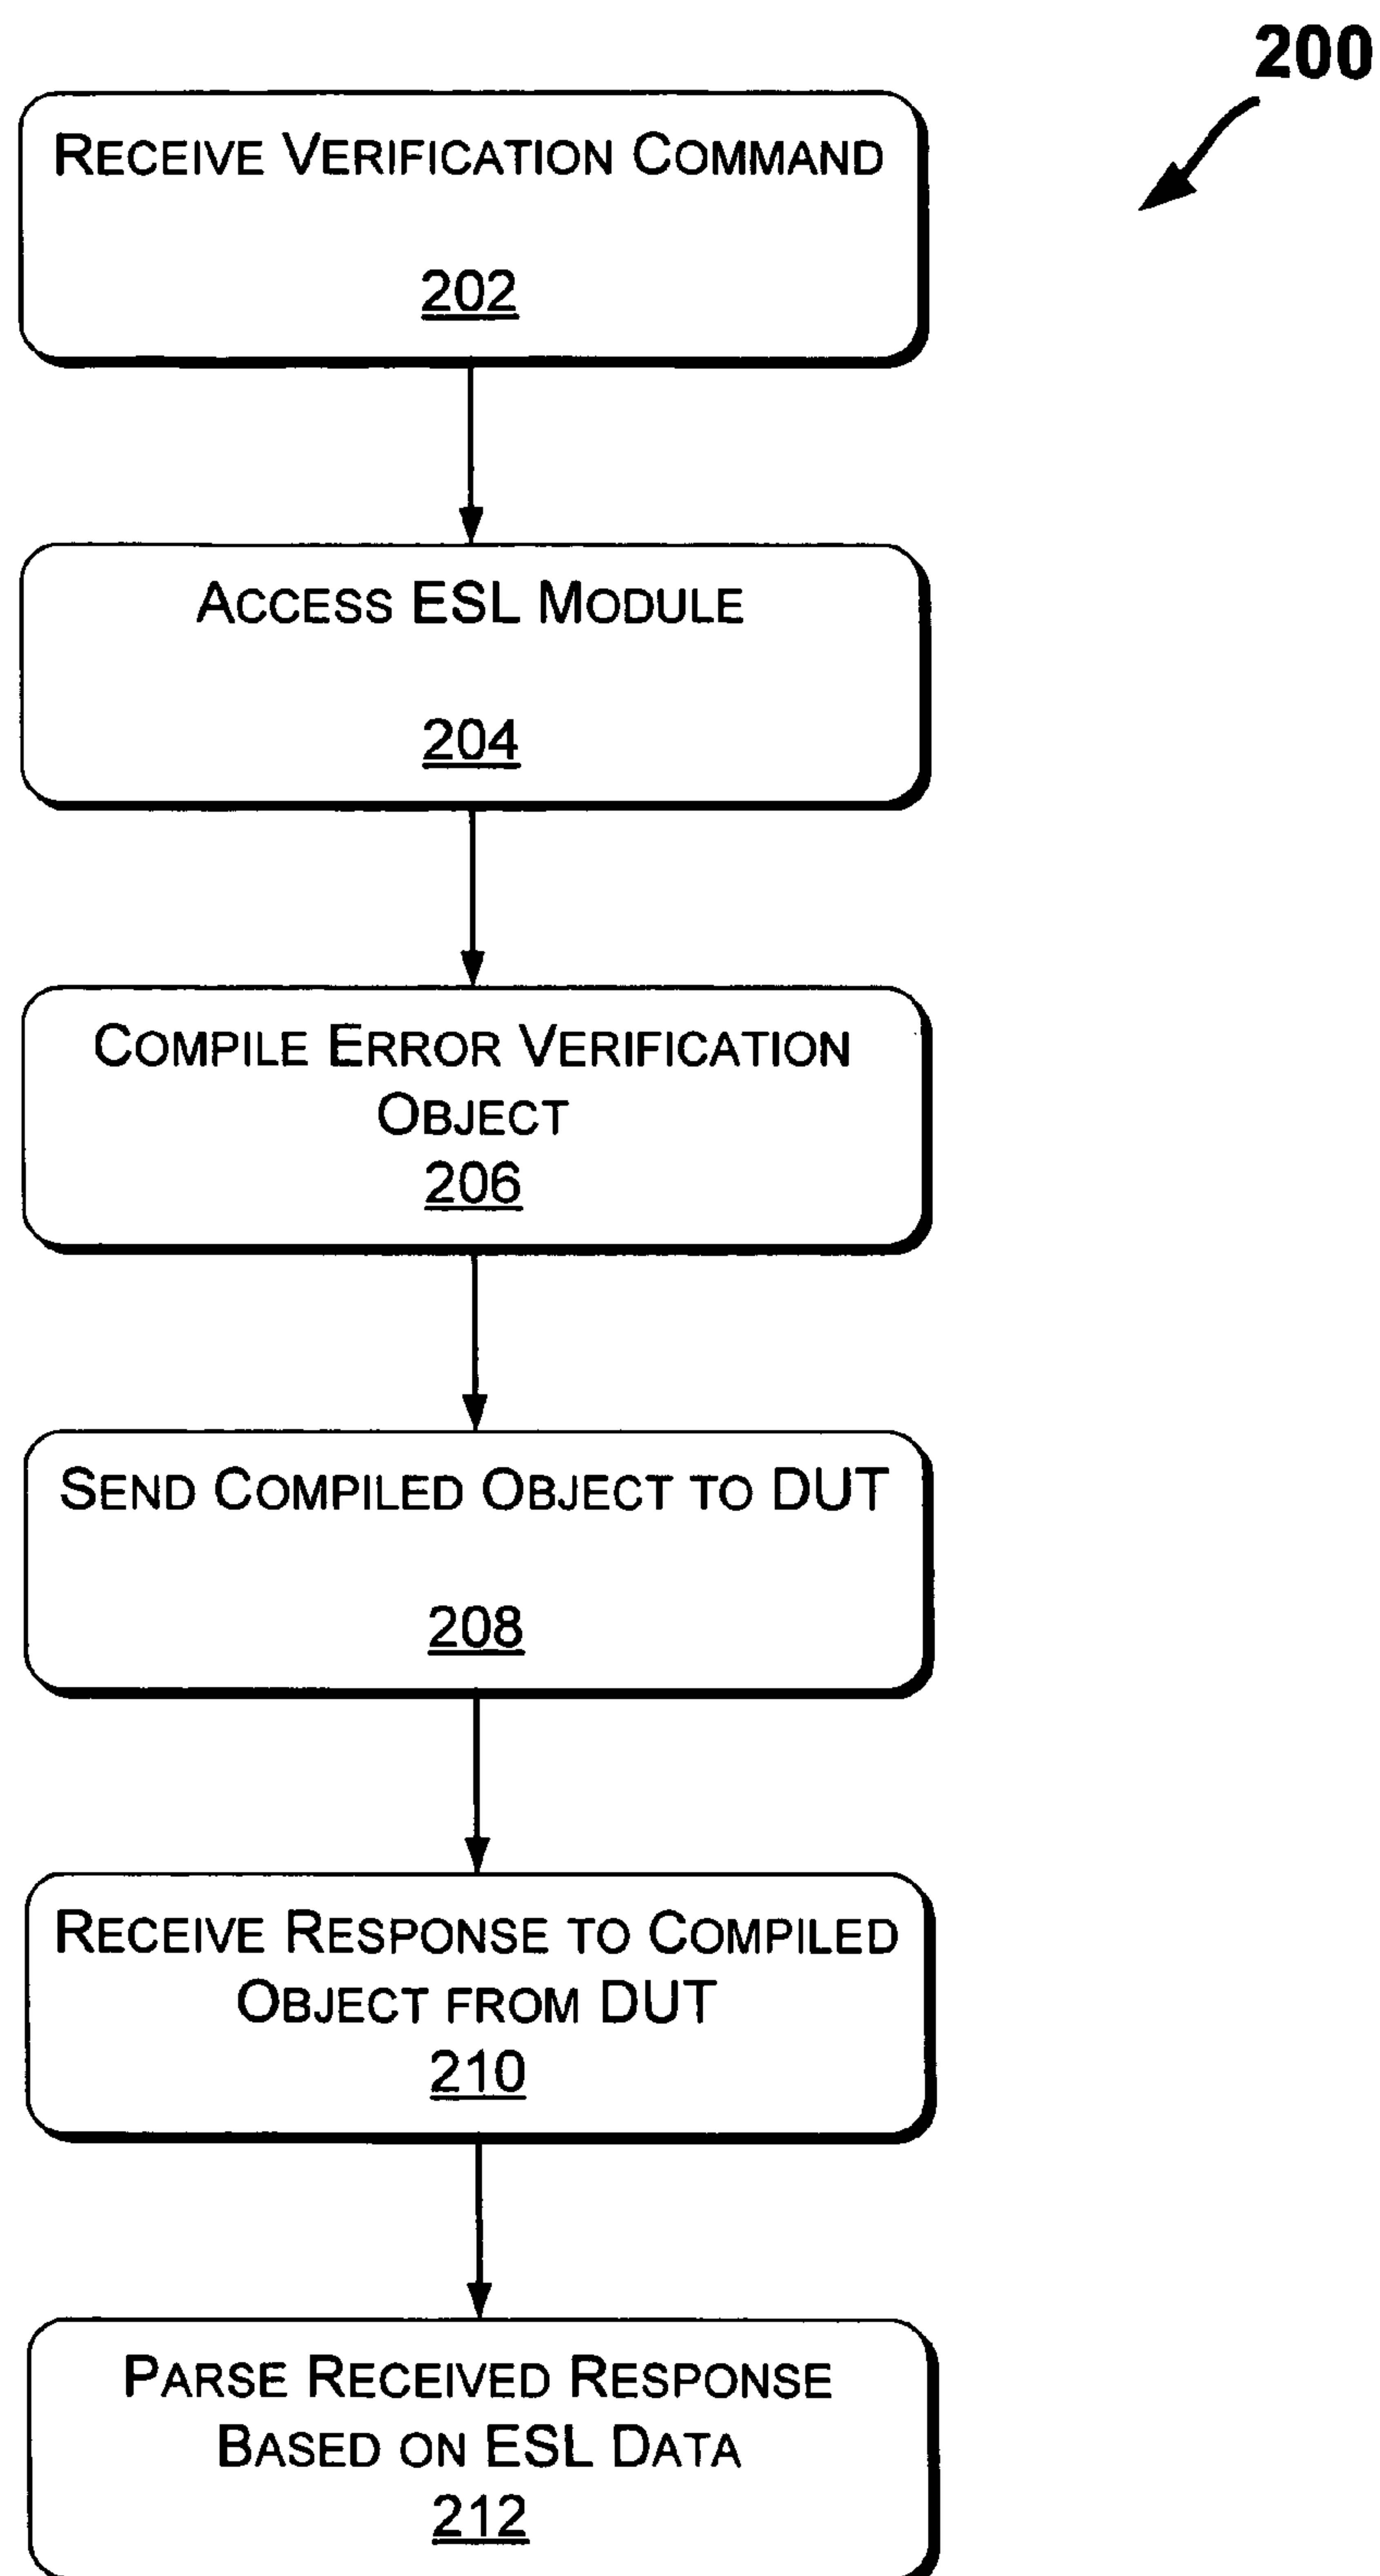 200
RECEIVE VERIFICATION COMMAND
202
ACCESS ESL MODULE
204
COMPILE ERROR VERIFICATION
OBJECT
206
SEND COMPILED OBJECT TO DUT
208
RECEIVE RESPONSE TO COMPILED
OBJECT FROM DUT
210
PARSE RECEIVED RESPONSE
BASED ON ESL DATA
212